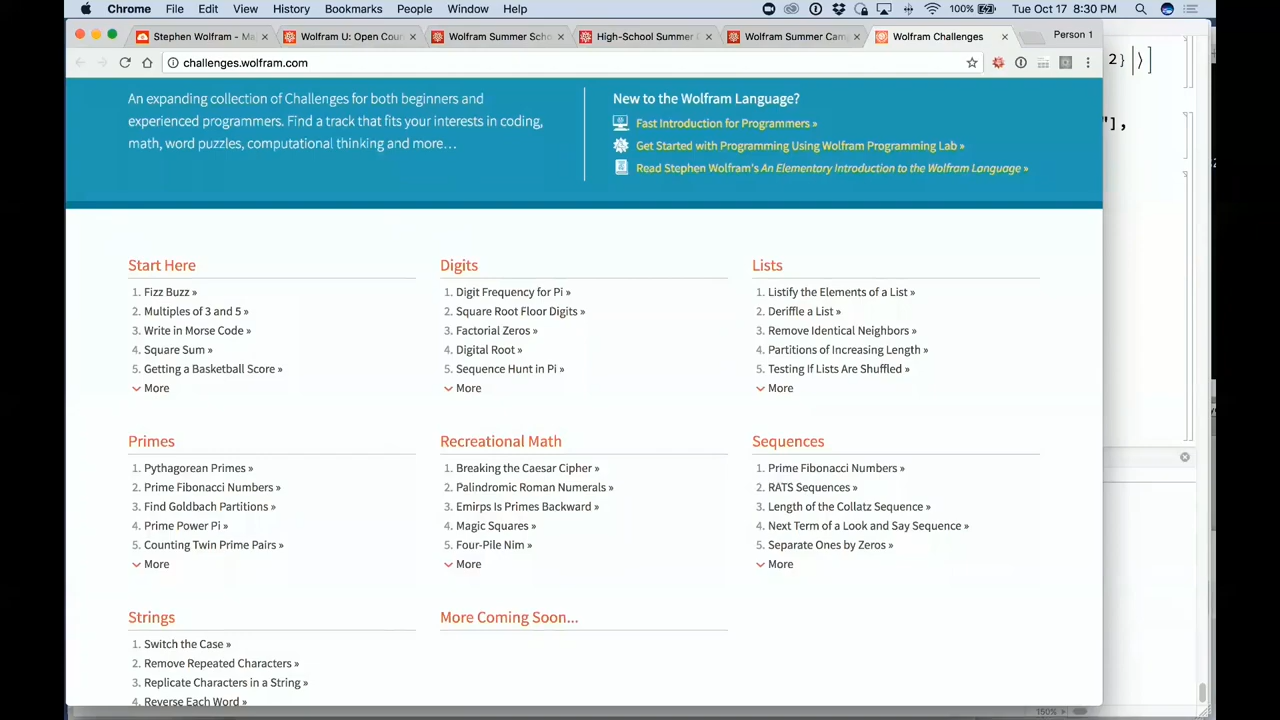 Chrome File Edit View History Bookmarks People Window Help 100% Tue Oct 17 8:30 PM
Stephen Wolfram - Ma
Wolfram U: Open Cour
Wolfram Summer Scho
High-School Summer
Wolfram Summer Cam
Wolfram Challenges
Person 1
challenges.wolfram.com
2} |〉]
"],
An expanding collection of Challenges for both beginners and
experienced programmers. Find a track that fits your interests in coding,
math, word puzzles, computational thinking and more…
New to the Wolfram Language?
Fast Introduction for Programmers »
Get Started with Programming Using Wolfram Programming Lab »
Read Stephen Wolfram's An Elementary Introduction to the Wolfram Language »
Start Here
1. Fizz Buzz »
2. Multiples of 3 and 5 »
3. Write in Morse Code »
4. Square Sum »
5. Getting a Basketball Score »
More
Digits
1. Digit Frequency for Pi »
2. Square Root Floor Digits »
3. Factorial Zeros »
4. Digital Root »
5. Sequence Hunt in Pi »
More
Lists
1. Listify the Elements of a List »
2. Deriffle a List »
3. Remove Identical Neighbors »
4. Partitions of Increasing Length »
5. Testing If Lists Are Shuffled »
More
Primes
1. Pythagorean Primes »
2. Prime Fibonacci Numbers »
3. Find Goldbach Partitions »
4. Prime Power Pi »
5. Counting Twin Prime Pairs »
More
Recreational Math
1. Breaking the Caesar Cipher »
2. Palindromic Roman Numerals »
3. Emirps Is Primes Backward »
4. Magic Squares »
5. Four-Pile Nim »
More
Sequences
1. Prime Fibonacci Numbers »
2. RATS Sequences »
3. Length of the Collatz Sequence »
4. Next Term of a Look and Say Sequence »
5. Separate Ones by Zeros »
More
Strings
1. Switch the Case »
2. Remove Repeated Characters »
3. Replicate Characters in a String »
4. Reverse Each Word »
More Coming Soon...
150%